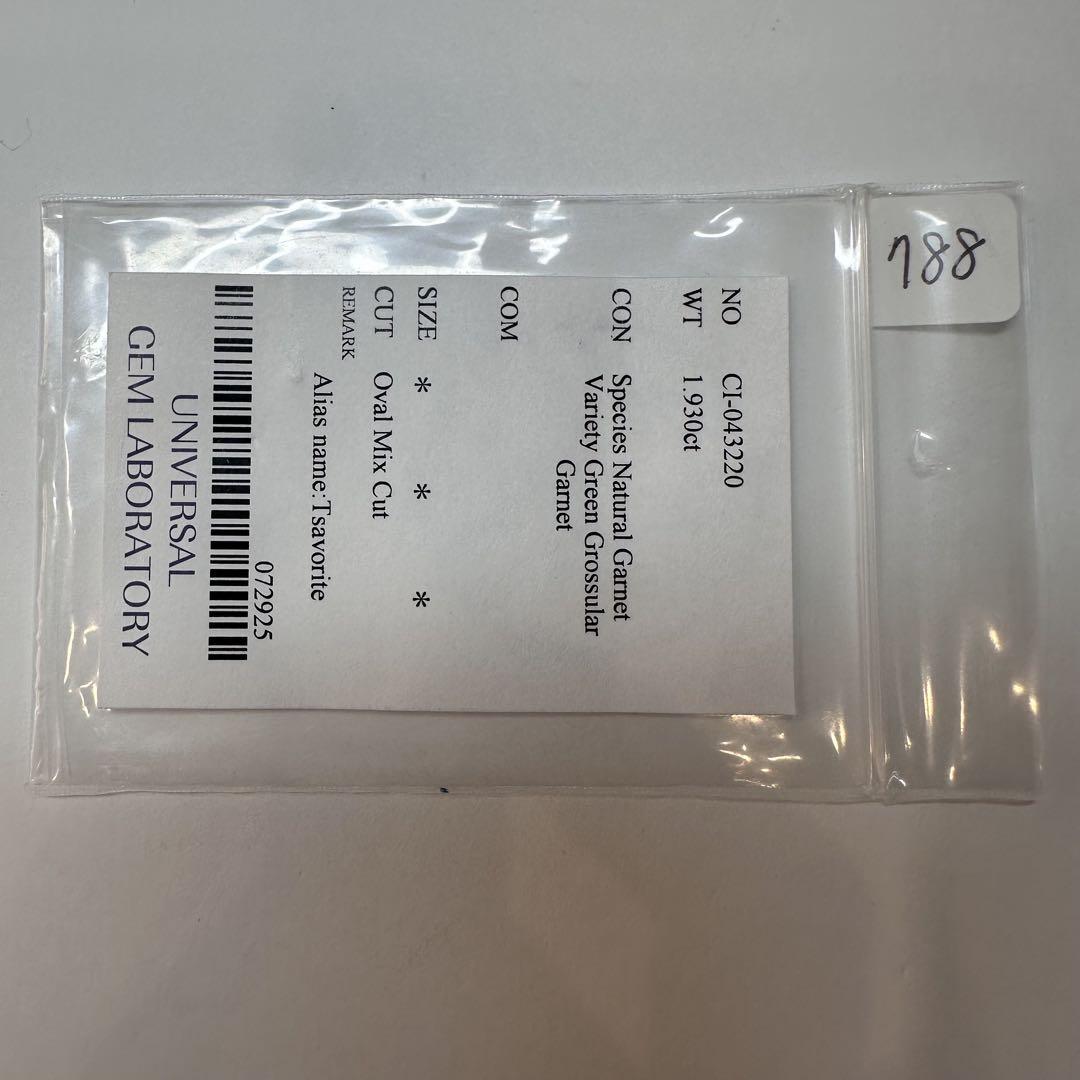 788
NO CI-043220
WT 1.930ct
CON Species Natural Garnet
Variety Green Grossular
Garnet
COM
SIZE * * *
CUT Oval Mix Cut
REMARK
Alias name:Tsavorite
072925
UNIVERSAL
GEM LABORATORY